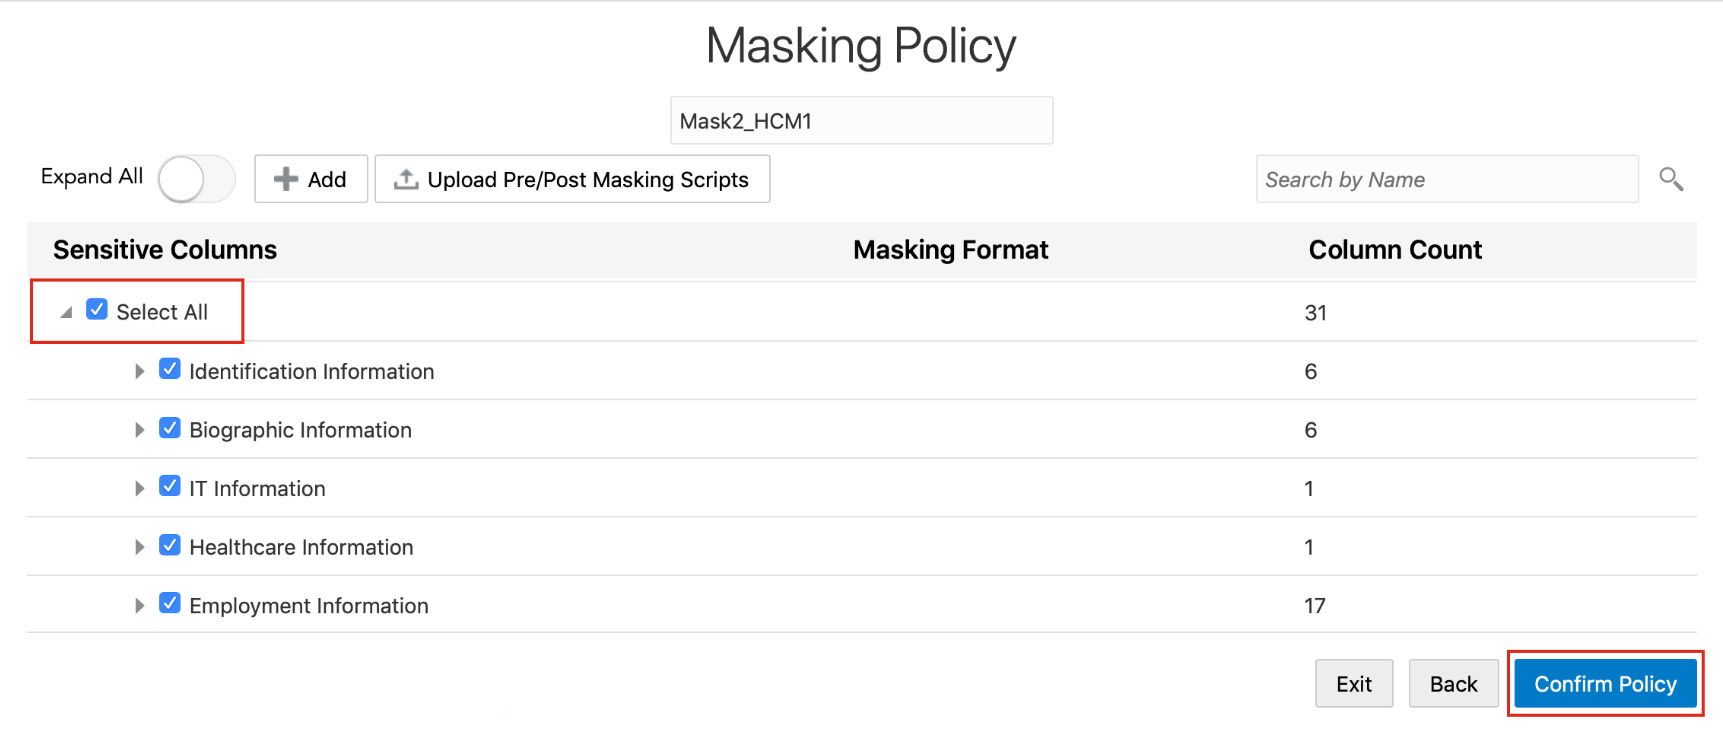 Masking Policy
Mask2_HCM1
Expand All Add Upload Pre/Post Masking Scripts Search by Name
Sensitive Columns Masking Format Column Count
Select All 31
Identification Information 6
Biographic Information 6
IT Information 1
Healthcare Information 1
Employment Information 17
Exit Back Confirm Policy